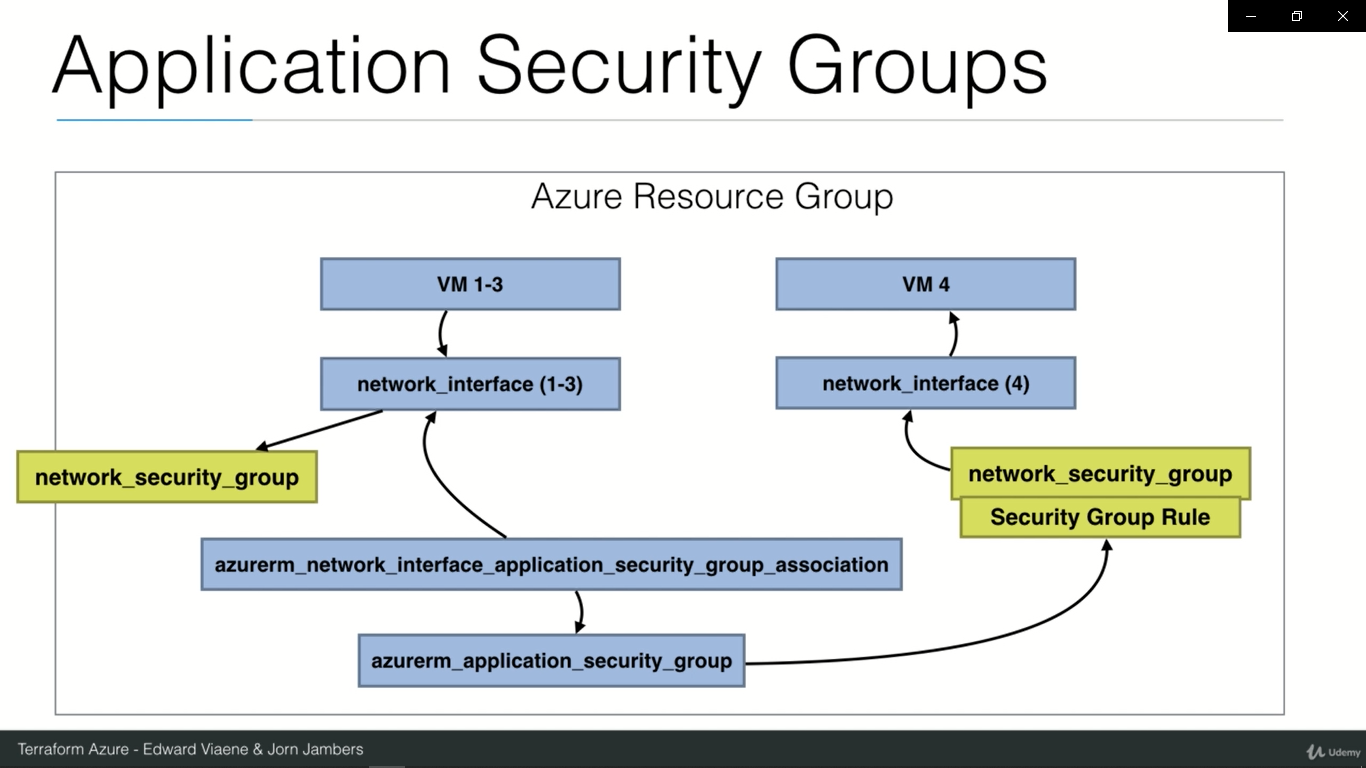 Application Security Groups
Azure Resource Group
VM 1-3
VM 4
network_interface (1-3)
network_interface (4)
network_security_group
network_security_group
Security Group Rule
azurerm_network_interface_application_security_group_association
azurerm_application_security_group
Terraform Azure - Edward Viaene & Jorn Jambers
Udemy